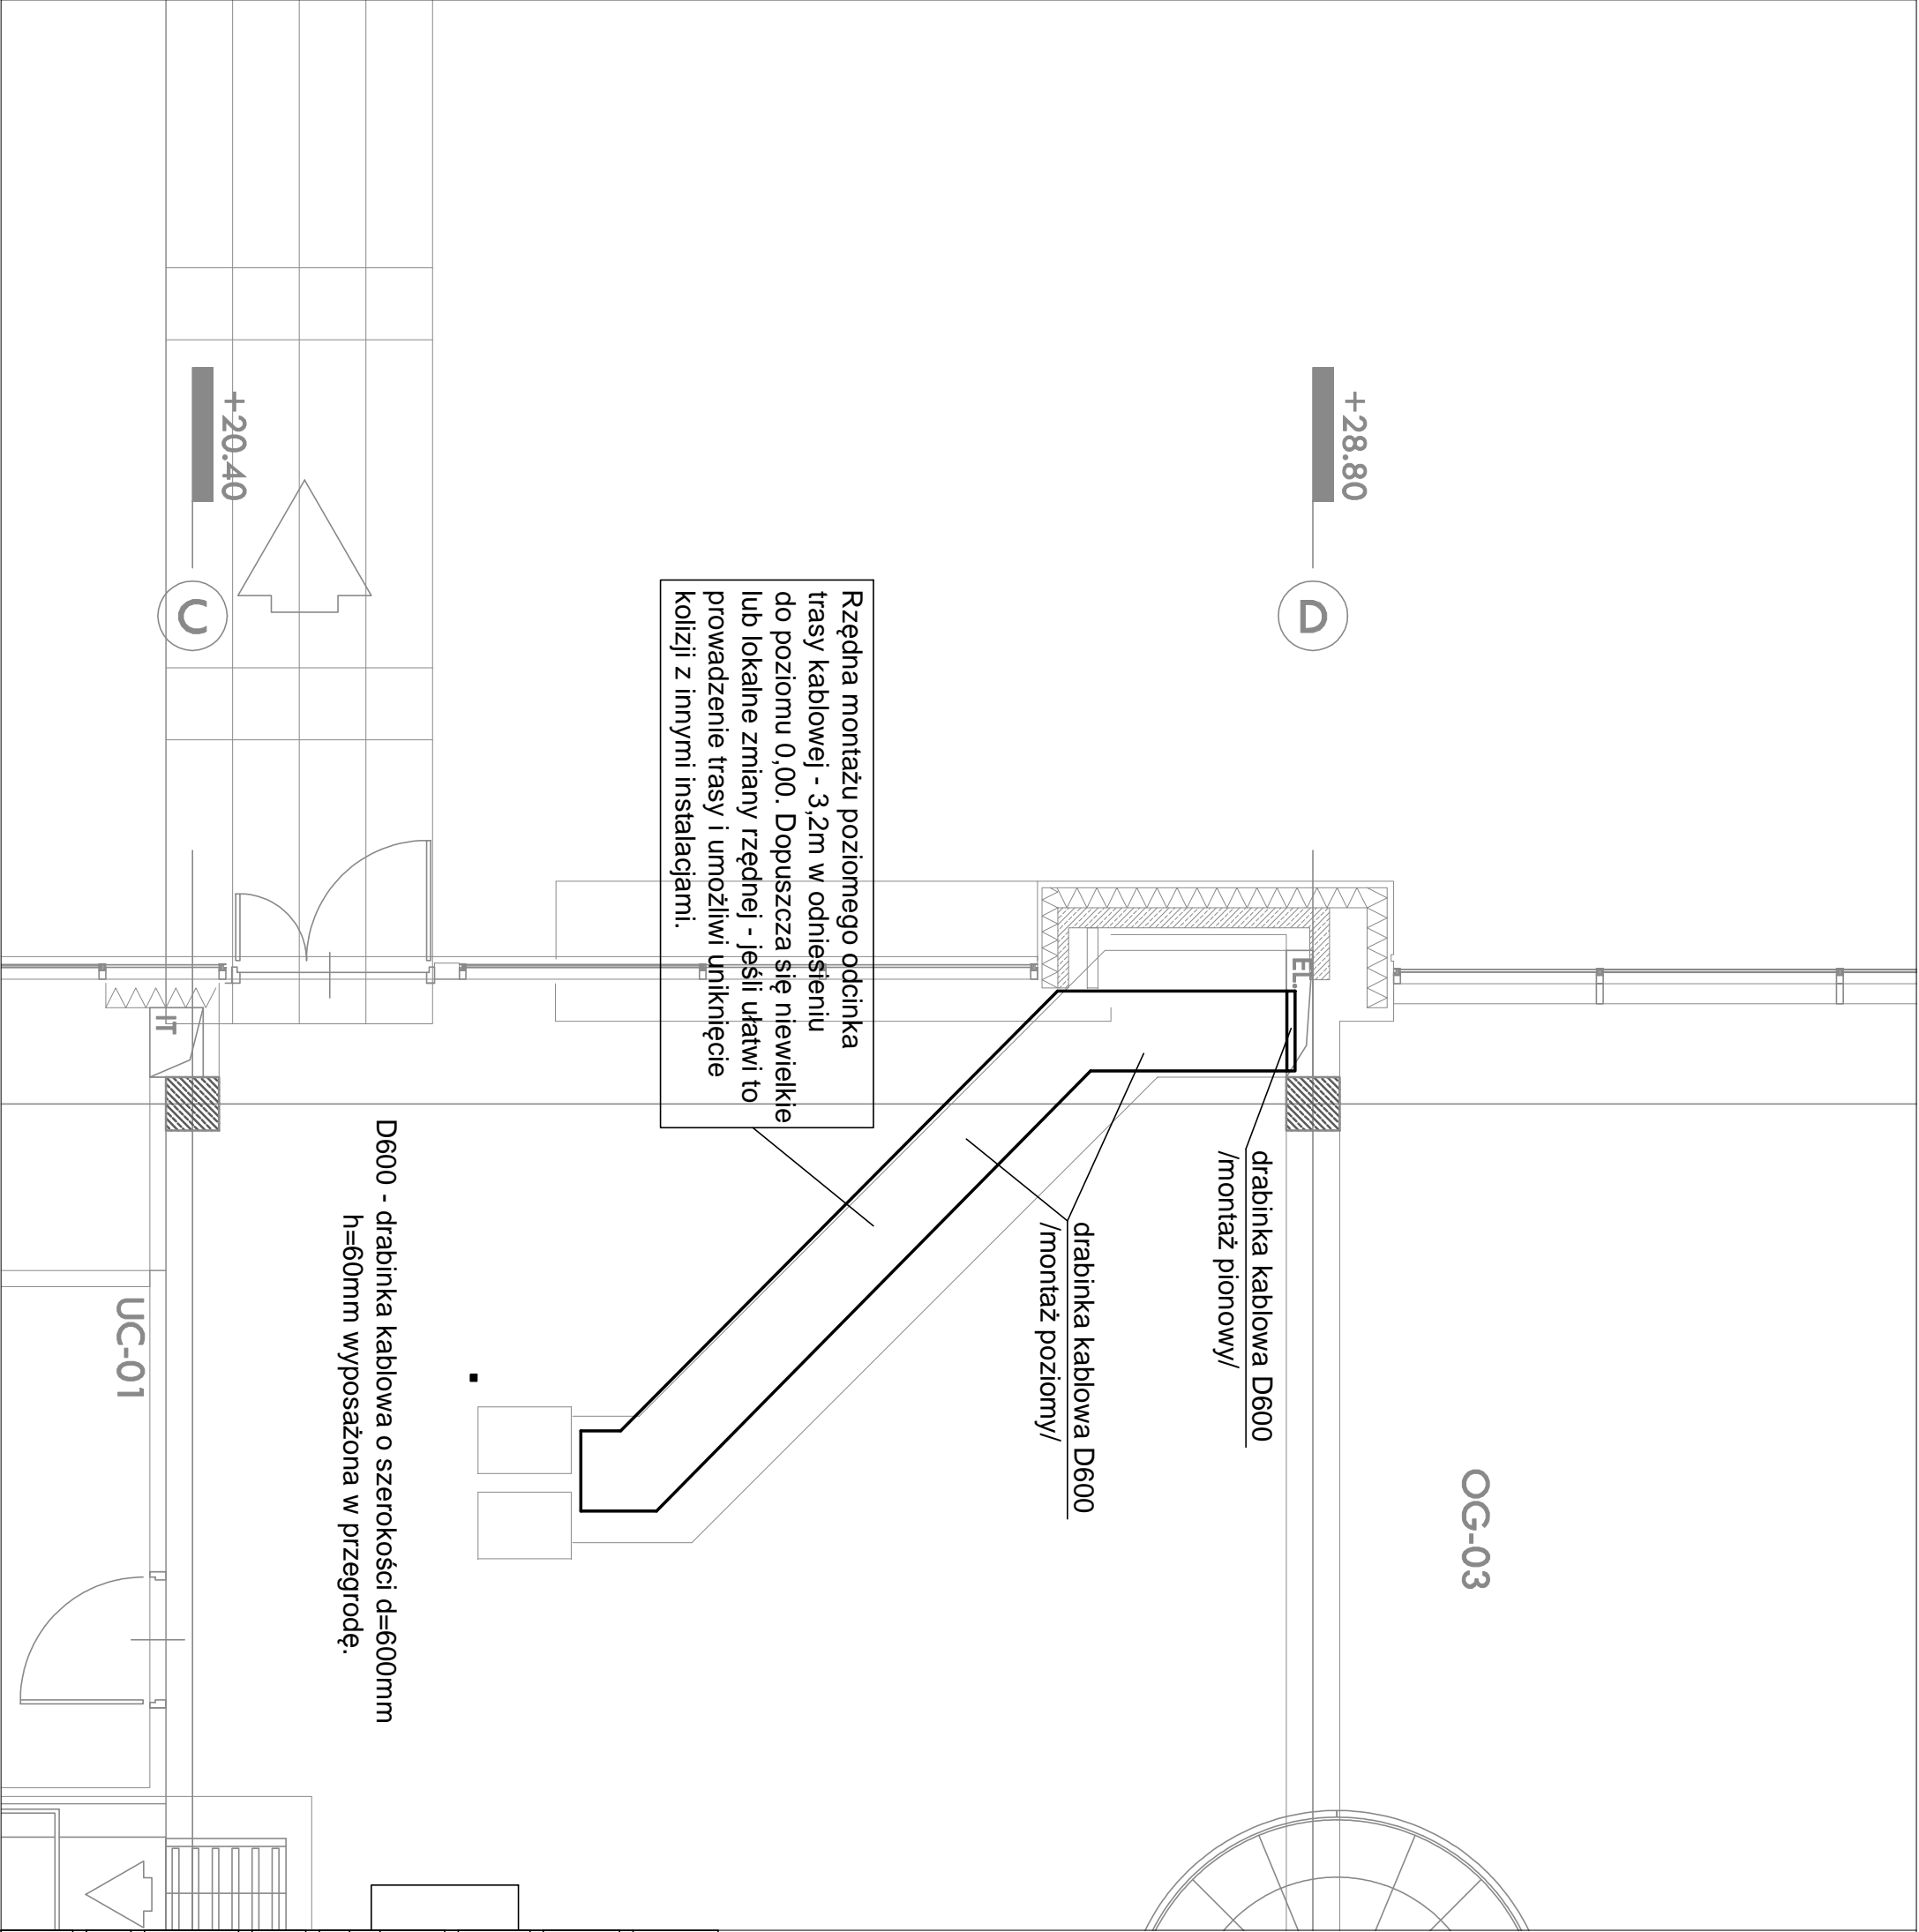 +28.80
D
+20.40
C
Rzędna montażu poziomego odcinka
trasy kablowej - 3,2m w odniesieniu
do poziomu 0,00. Dopuszcza się niewielkie
lub lokalne zmiany rzędnej - jeśli ułatwi to
prowadzenie trasy i umożliwi uniknięcie
kolizji z innymi instalacjami.
EL.
IT
drabinka kablowa D600
/montaż pionowy/
drabinka kablowa D600
/montaż poziomy/
D600 - drabinka kablowa o szerokości d=600mm
h=60mm wyposażona w przegrodę.
OG-03
UC-01